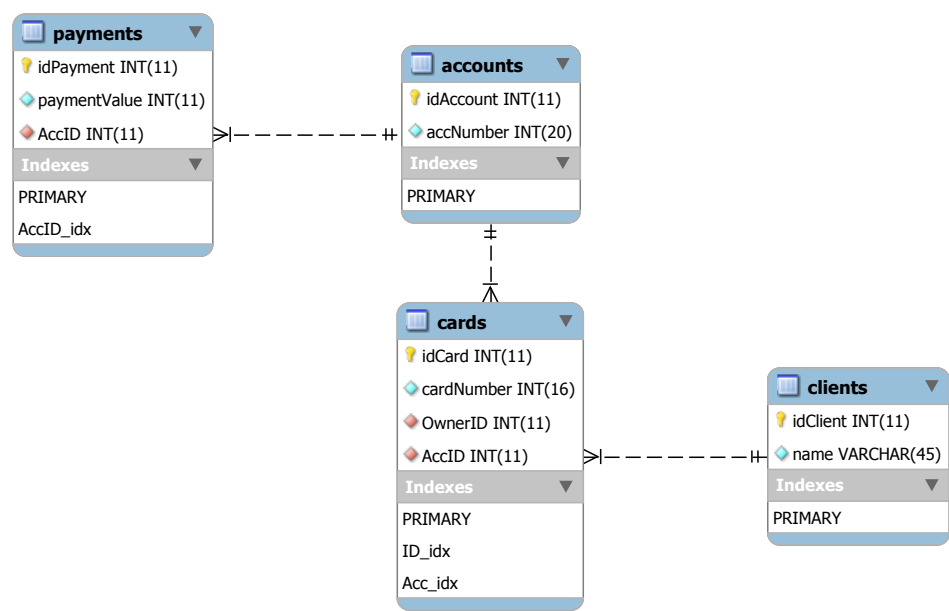 payments
idPayment INT(11)
paymentValue INT(11)
AccID INT(11)
Indexes
PRIMARY
AccID_idx
accounts
idAccount INT(11)
accNumber INT(20)
Indexes
PRIMARY
cards
idCard INT(11)
cardNumber INT(16)
OwnerID INT(11)
AccID INT(11)
Indexes
PRIMARY
ID_idx
Acc_idx
clients
idClient INT(11)
name VARCHAR(45)
Indexes
PRIMARY